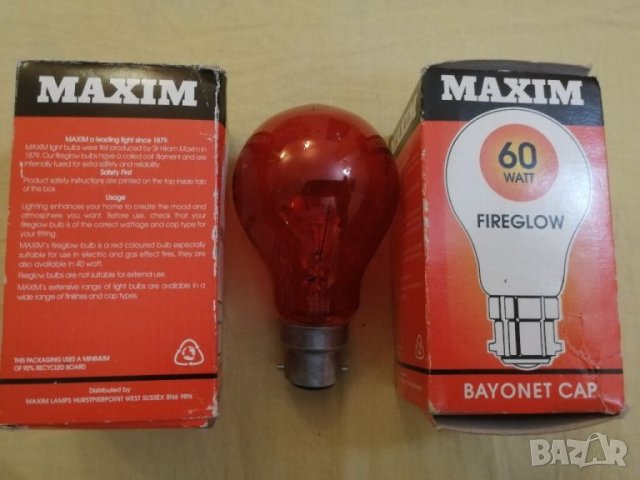 MAXIM
MAXIM a leading light since 1879.
MAXIM light bulbs were first produced by Sir Hiram Maxim in
1879. Our fireglow bulbs have a coiled coil filament and are
internally fused for extra safety and reliability.
Safety First
Product safety instructions are printed on the top inside tab
of the box.
Usage
Lighting enhances your home to create the mood and
atmosphere you want. Before use, check that your
fireglow bulb is of the correct wattage and cap type for
your fitting.
MAXIM's fireglow bulb is a red coloured bulb especially
suitable for use in electric and gas effect fires, they are
also available in 40 watt.
Fireglow bulbs are not suitable for external use.
MAXIM's extensive range of light bulbs are available in a
wide range of finishes and cap types.
THIS PACKAGING USES A MINIMUM
OF 90% RECYCLED BOARD
Distributed by
MAXIM LAMPS HURSTPIERPOINT WEST SUSSEX BN6 9RN
MAXIM
60
WATT
FIREGLOW
BAYONET CAP
BAZAR